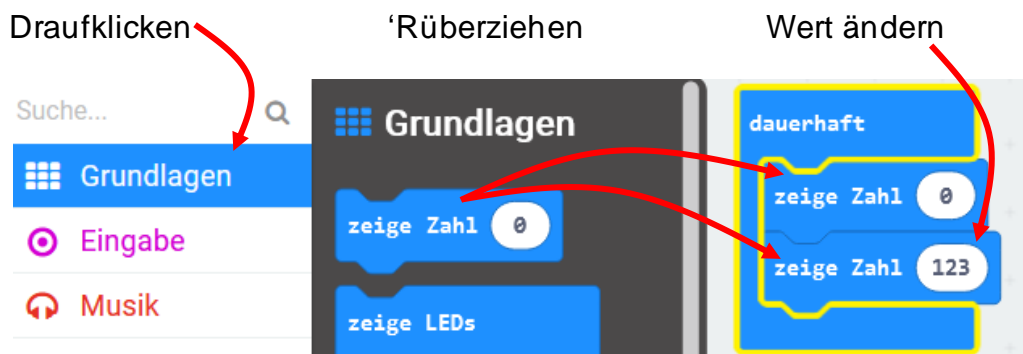 Draufklicken
‘Rüberziehen
Wert ändern
Suche...
Grundlagen
Eingabe
Musik
Grundlagen
zeige Zahl 0
zeige LEDs
dauerhaft
zeige Zahl 0
zeige Zahl 123